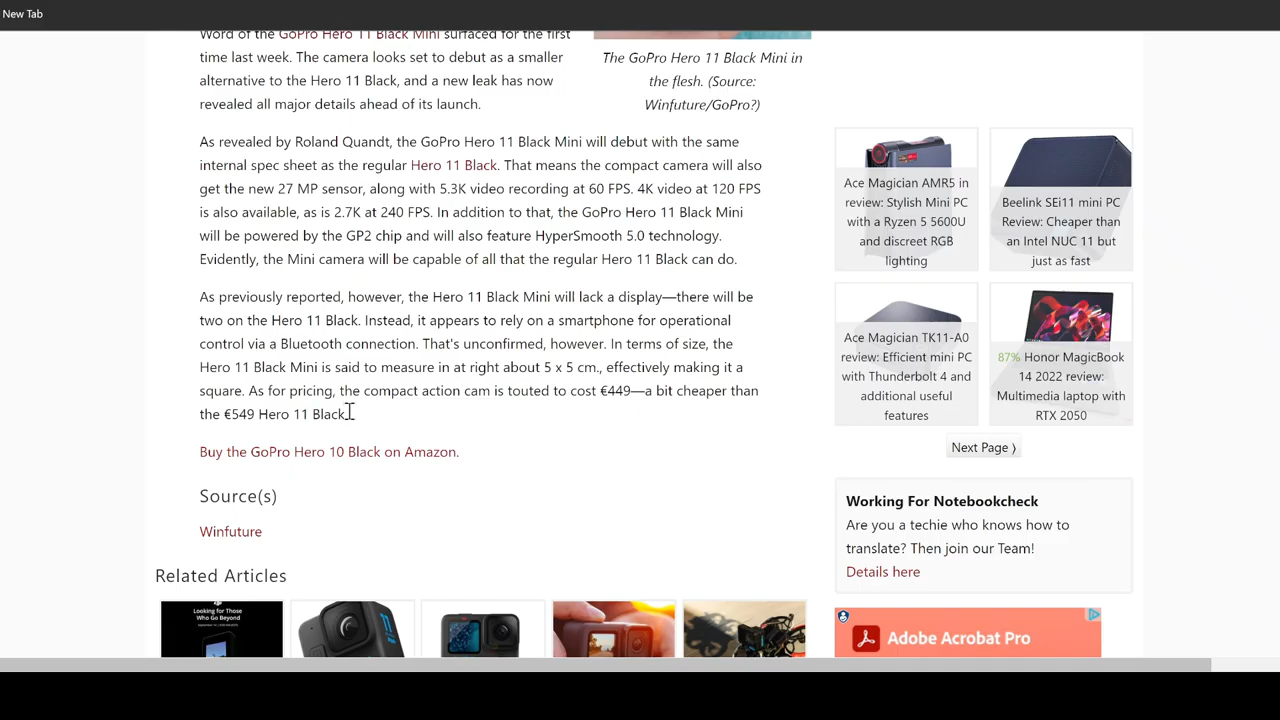 New Tab
Word of the GoPro Hero 11 Black Mini surfaced for the first
time last week. The camera looks set to debut as a smaller
alternative to the Hero 11 Black, and a new leak has now
revealed all major details ahead of its launch.
The GoPro Hero 11 Black Mini in
the flesh. (Source:
Winfuture/GoPro?)
As revealed by Roland Quandt, the GoPro Hero 11 Black Mini will debut with the same
internal spec sheet as the regular Hero 11 Black. That means the compact camera will also
get the new 27 MP sensor, along with 5.3K video recording at 60 FPS. 4K video at 120 FPS
is also available, as is 2.7K at 240 FPS. In addition to that, the GoPro Hero 11 Black Mini
will be powered by the GP2 chip and will also feature HyperSmooth 5.0 technology.
Evidently, the Mini camera will be capable of all that the regular Hero 11 Black can do.
As previously reported, however, the Hero 11 Black Mini will lack a display—there will be
two on the Hero 11 Black. Instead, it appears to rely on a smartphone for operational
control via a Bluetooth connection. That's unconfirmed, however. In terms of size, the
Hero 11 Black Mini is said to measure in at right about 5 x 5 cm., effectively making it a
square. As for pricing, the compact action cam is touted to cost €449—a bit cheaper than
the €549 Hero 11 Black.
Buy the GoPro Hero 10 Black on Amazon.
Source(s)
Winfuture
Related Articles
Looking for Those
Who Go Beyond
Ace Magician AMR5 in
review: Stylish Mini PC
with a Ryzen 5 5600U
and discreet RGB
lighting
Beelink SEi11 mini PC
Review: Cheaper than
an Intel NUC 11 but
just as fast
Ace Magician TK11-A0
review: Efficient mini PC
with Thunderbolt 4 and
additional useful
features
87% Honor MagicBook
14 2022 review:
Multimedia laptop with
RTX 2050
Next Page ⟩
Working For Notebookcheck
Are you a techie who knows how to
translate? Then join our Team!
Details here
Adobe Acrobat Pro